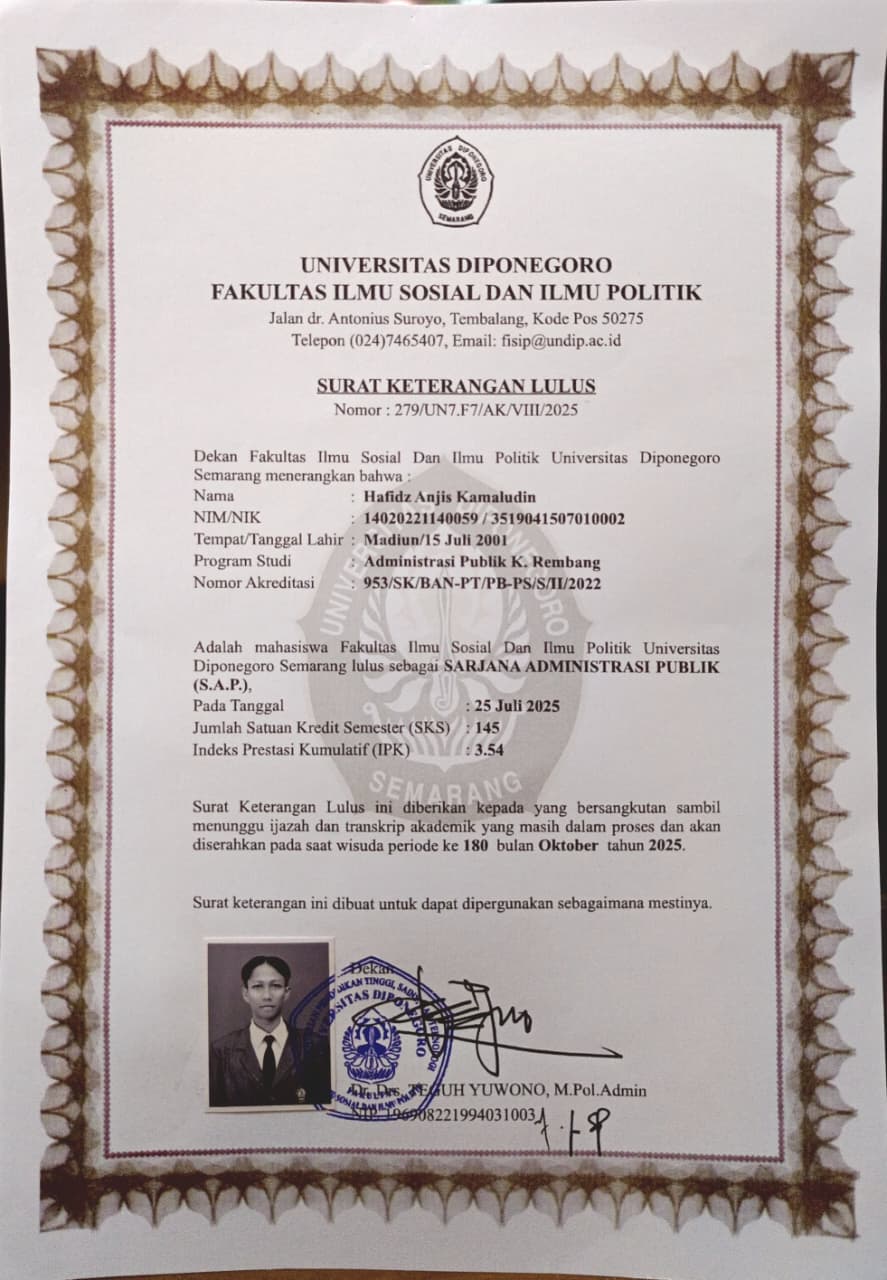 UNIVERSITAS DIPONEGORO
SEMARANG
UNIVERSITAS DIPONEGORO
FAKULTAS ILMU SOSIAL DAN ILMU POLITIK
Jalan dr. Antonius Suroyo, Tembalang, Kode Pos 50275
Telepon (024)7465407, Email: fisip@undip.ac.id
SURAT KETERANGAN LULUS
Nomor : 279/UN7.F7/AK/VIII/2025
Dekan Fakultas Ilmu Sosial Dan Ilmu Politik Universitas Diponegoro
Semarang menerangkan bahwa :
Nama : Hafidz Anjis Kamaludin
NIM/NIK : 14020221140059 / 3519041507010002
Tempat/Tanggal Lahir : Madiun/15 Juli 2001
Program Studi : Administrasi Publik K. Rembang
Nomor Akreditasi : 953/SK/BAN-PT/PB-PS/S/II/2022
Adalah mahasiswa Fakultas Ilmu Sosial Dan Ilmu Politik Universitas
Diponegoro Semarang lulus sebagai SARJANA ADMINISTRASI PUBLIK
(S.A.P.),
Pada Tanggal : 25 Juli 2025
Jumlah Satuan Kredit Semester (SKS) : 145
Indeks Prestasi Kumulatif (IPK) : 3.54
SEMARANG
Surat Keterangan Lulus ini diberikan kepada yang bersangkutan sambil
menunggu ijazah dan transkrip akademik yang masih dalam proses dan akan
diserahkan pada saat wisuda periode ke 180 bulan Oktober tahun 2025.
Surat keterangan ini dibuat untuk dapat dipergunakan sebagaimana mestinya.
Dekan
TINGGI,
DIPONEGORO
Dr. Drs. TEGUH YUWONO, M.Pol.Admin
NIP. 196908221994031003